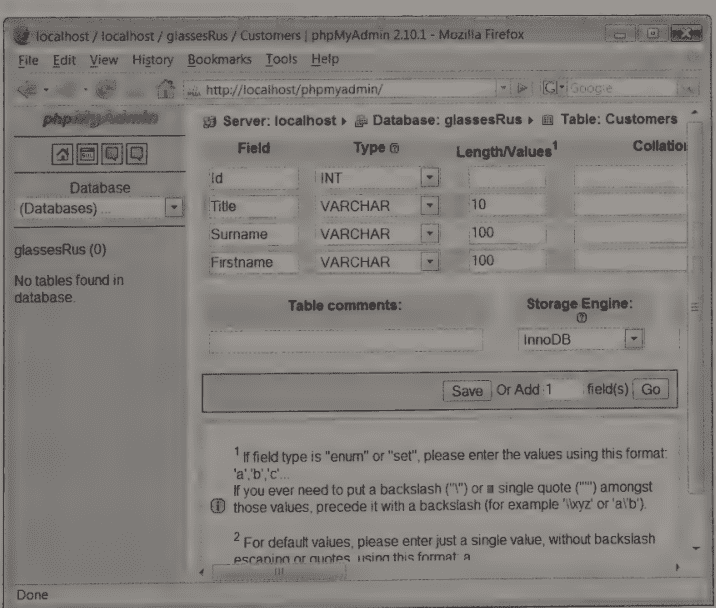 localhost / localhost / glassesRus / Customers | phpMyAdmin 2.10.1 - Mozilla Firefox
File Edit View History Bookmarks Tools Help
http://localhost/phpmyadmin/ Google
phpMyAdmin
Server: localhost Database: glassesRus Table: Customers
Field Type Length/Values1 Collation
Id INT
Title VARCHAR 10
Surname VARCHAR 100
Firstname VARCHAR 100
Database
(Databases) ...
glassesRus (0)
No tables found in
database.
Table comments: Storage Engine:
InnoDB
Save Or Add 1 field(s) Go
1 If field type is "enum" or "set", please enter the values using this format:
'a','b','c'...
If you ever need to put a backslash ("\") or a single quote ("'") amongst
those values, precede it with a backslash (for example '\\xyz' or 'a\'b').
2 For default values, please enter just a single value, without backslash
escaping or quotes, using this format: a
Done